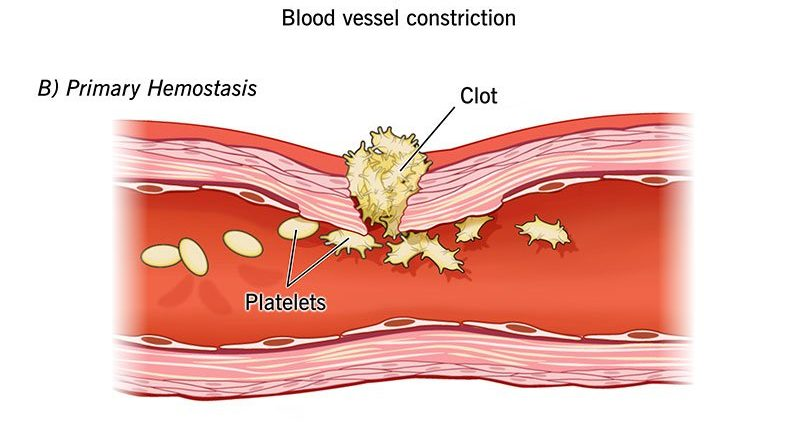 Blood vessel constriction
B) Primary Hemostasis
Clot
Platelets